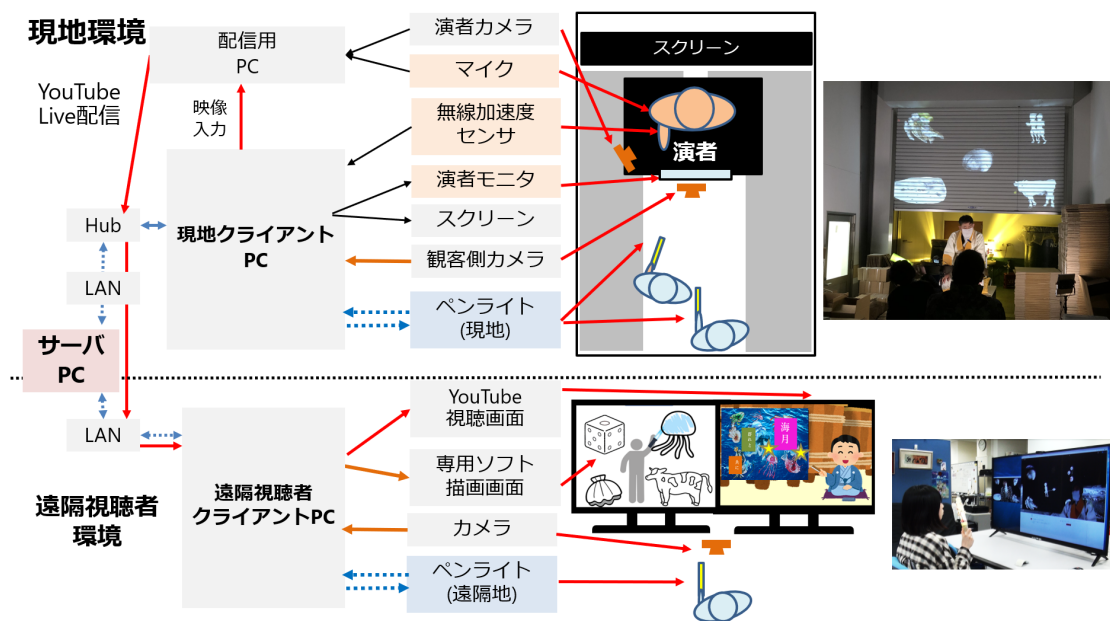 現地環境
YouTube
Live配信
配信用
PC
映像
入力
現地クライアント
PC
Hub
LAN
サーバ
PC
演者カメラ
マイク
無線加速度
センサ
演者モニタ
スクリーン
観客側カメラ
ペンライト
(現地)
スクリーン
演者
LAN
遠隔視聴者
環境
遠隔視聴者
クライアントPC
YouTube
視聴画面
専用ソフト
描画画面
カメラ
ペンライト
(遠隔地)
海月